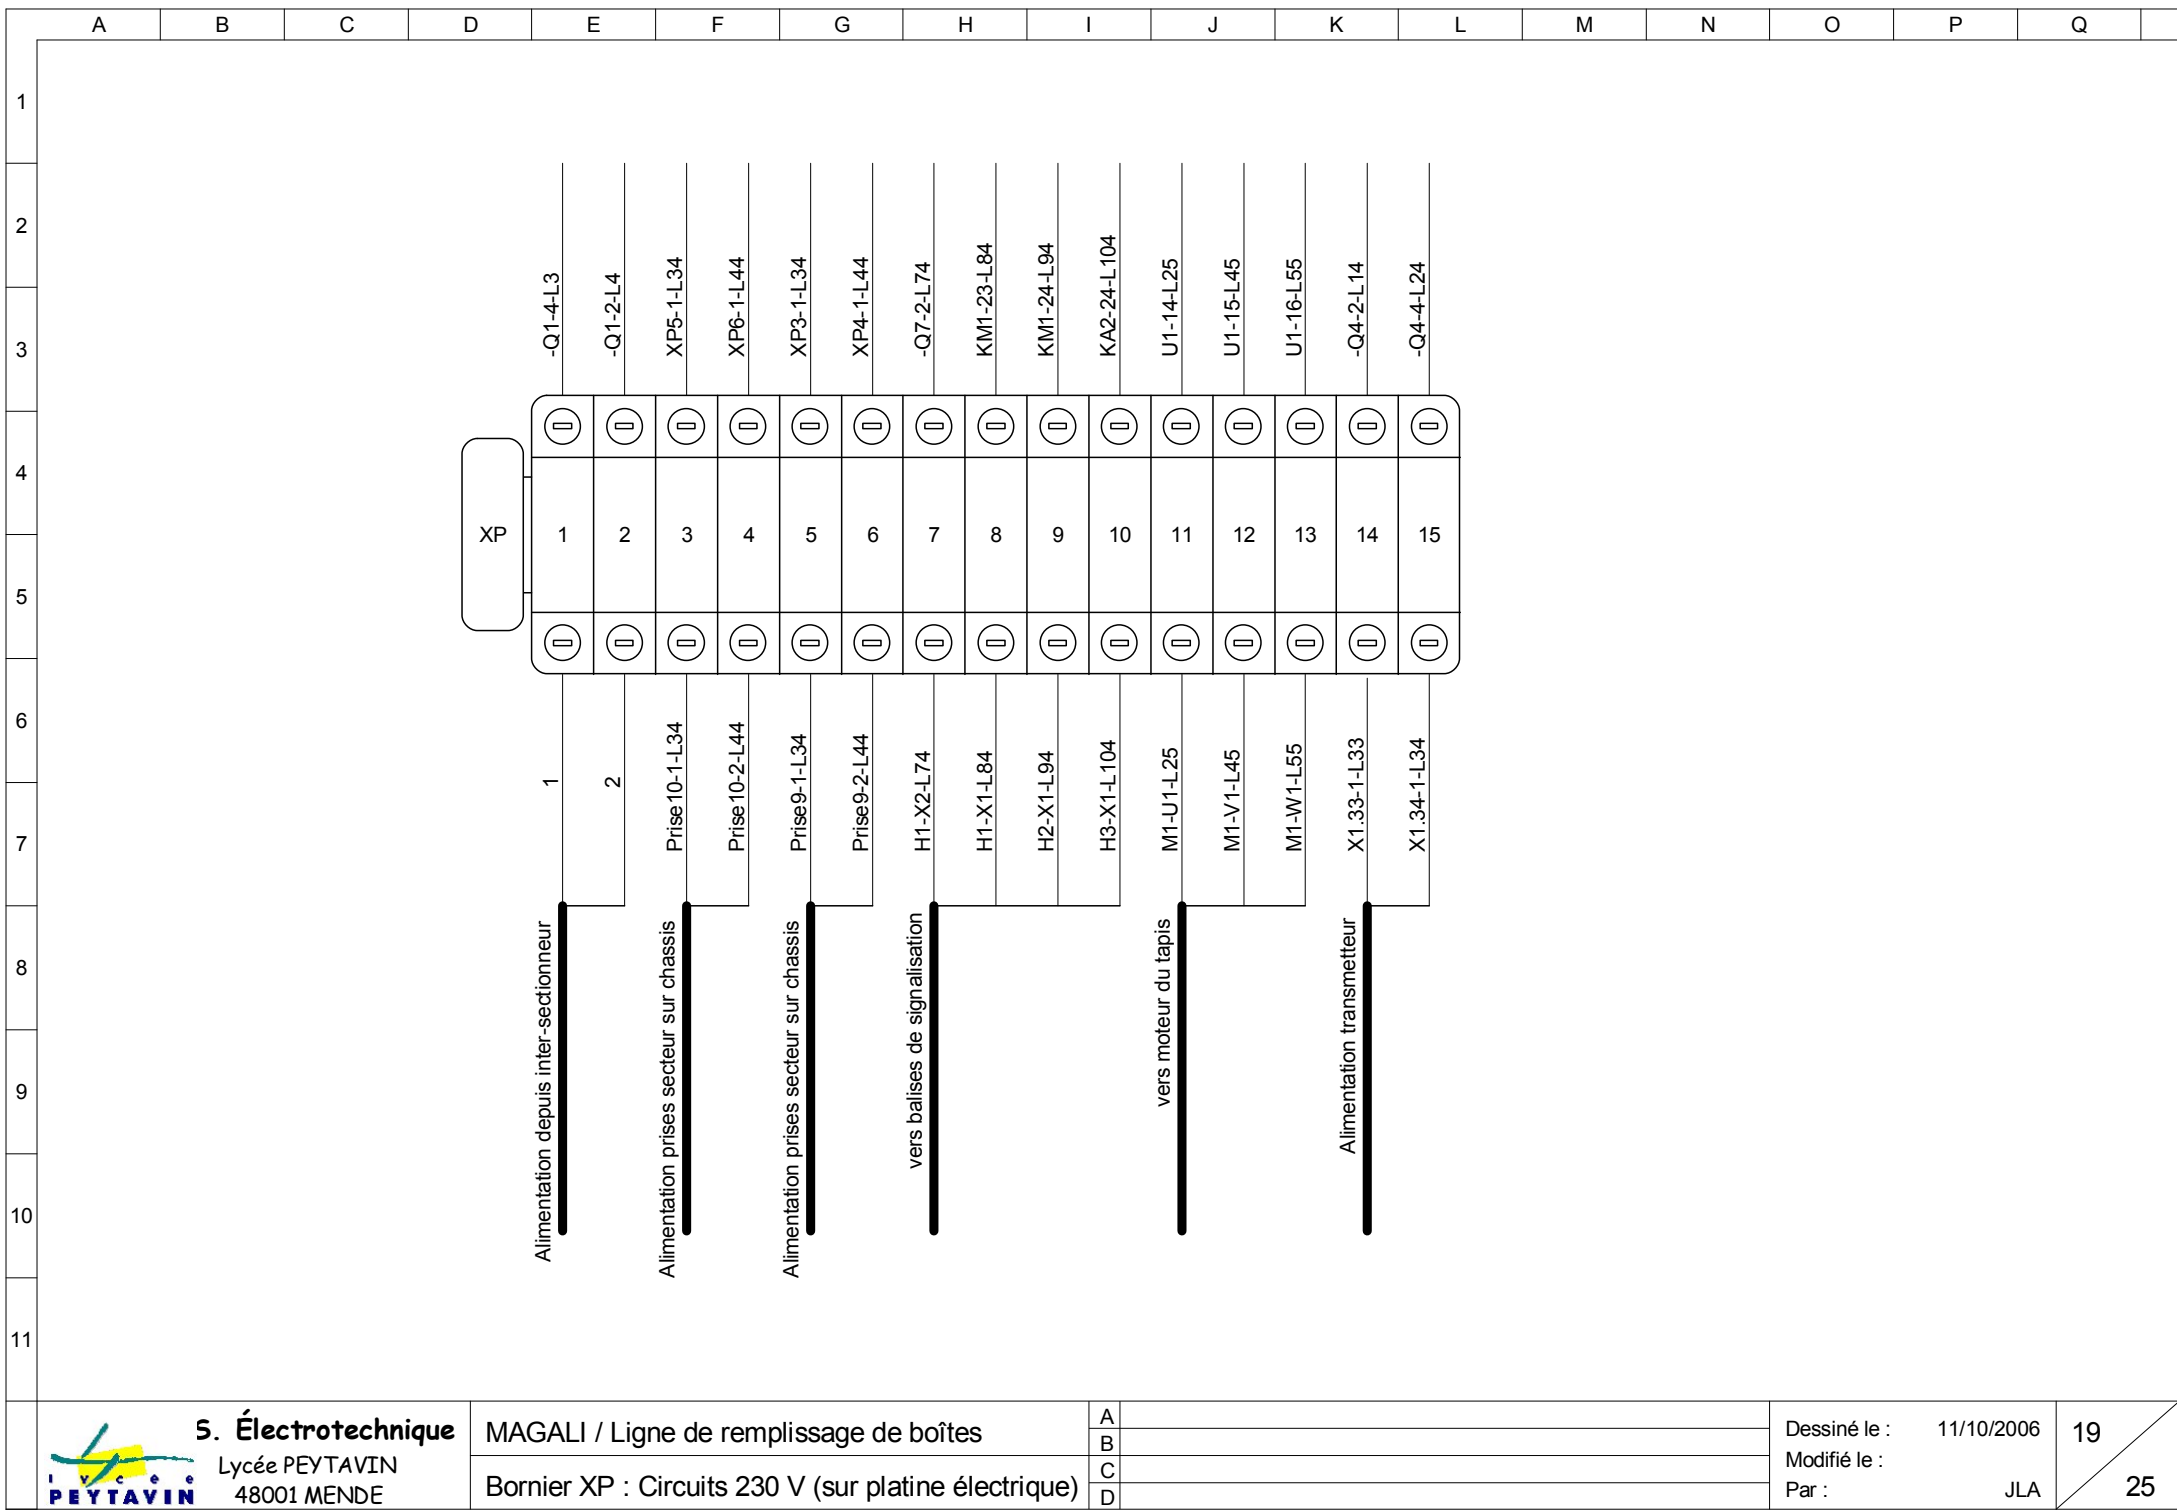 A B C D E F G H I J K L M N O P Q
1
2
3
4
5
6
7
8
9
10
11
-Q1-4-L3
-Q1-2-L4
XP5-1-L34
XP6-1-L44
XP3-1-L34
XP4-1-L44
-Q7-2-L74
KM1-23-L84
KM1-24-L94
KA2-24-L104
U1-14-L25
U1-15-L45
U1-16-L55
-Q4-2-L14
-Q4-4-L24
XP 1 2 3 4 5 6 7 8 9 10 11 12 13 14 15
1
2
Prise10-1-L34
Prise10-2-L44
Prise9-1-L34
Prise9-2-L44
H1-X2-L74
H1-X1-L84
H2-X1-L94
H3-X1-L104
M1-U1-L25
M1-V1-L45
M1-W1-L55
X1.33-1-L33
X1.34-1-L34
Alimentation depuis inter-sectionneur
Alimentation prises secteur sur chassis
Alimentation prises secteur sur chassis
vers balises de signalisation
vers moteur du tapis
Alimentation transmetteur
lycée
PEYTAVIN
S. Électrotechnique
Lycée PEYTAVIN
48001 MENDE
MAGALI / Ligne de remplissage de boîtes
Bornier XP : Circuits 230 V (sur platine électrique)
A
B
C
D
Dessiné le : 11/10/2006
Modifié le :
Par : JLA
19
25